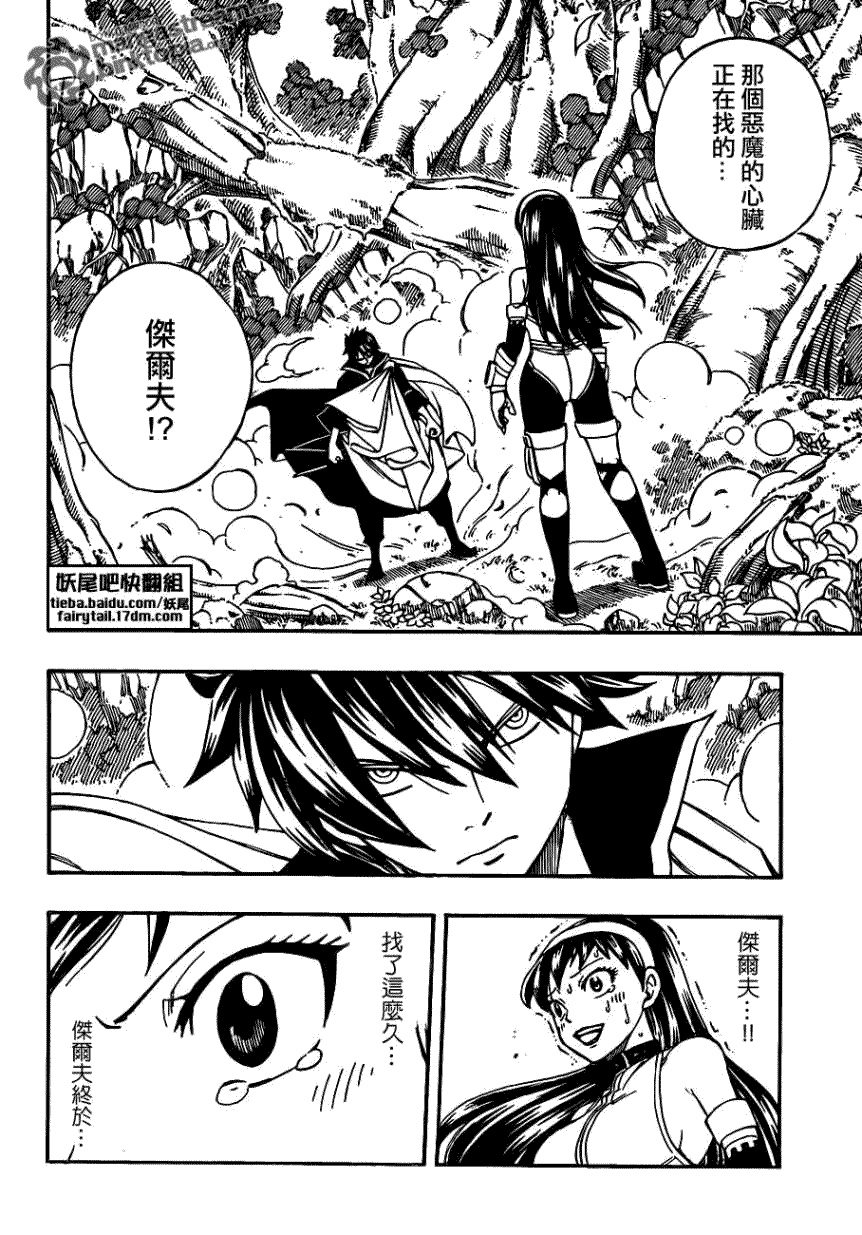 那個惡魔的心臟
正在找的…
傑爾夫!?
妖尾吧快翻組
tieba.baidu.com/妖尾
fairytail.17dm.com
傑爾夫…!!
找了這麼久…
傑爾夫終於…